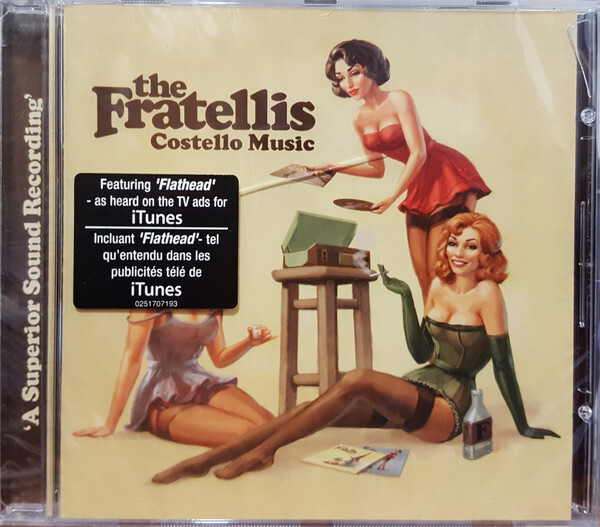 'A Superior Sound Recording'
the
Fratellis
Costello Music
Featuring 'Flathead'
- as heard on the TV ads for
iTunes
Incluant 'Flathead'- tel
qu'entendu dans les
publicités télé de
iTunes
0251707193
F